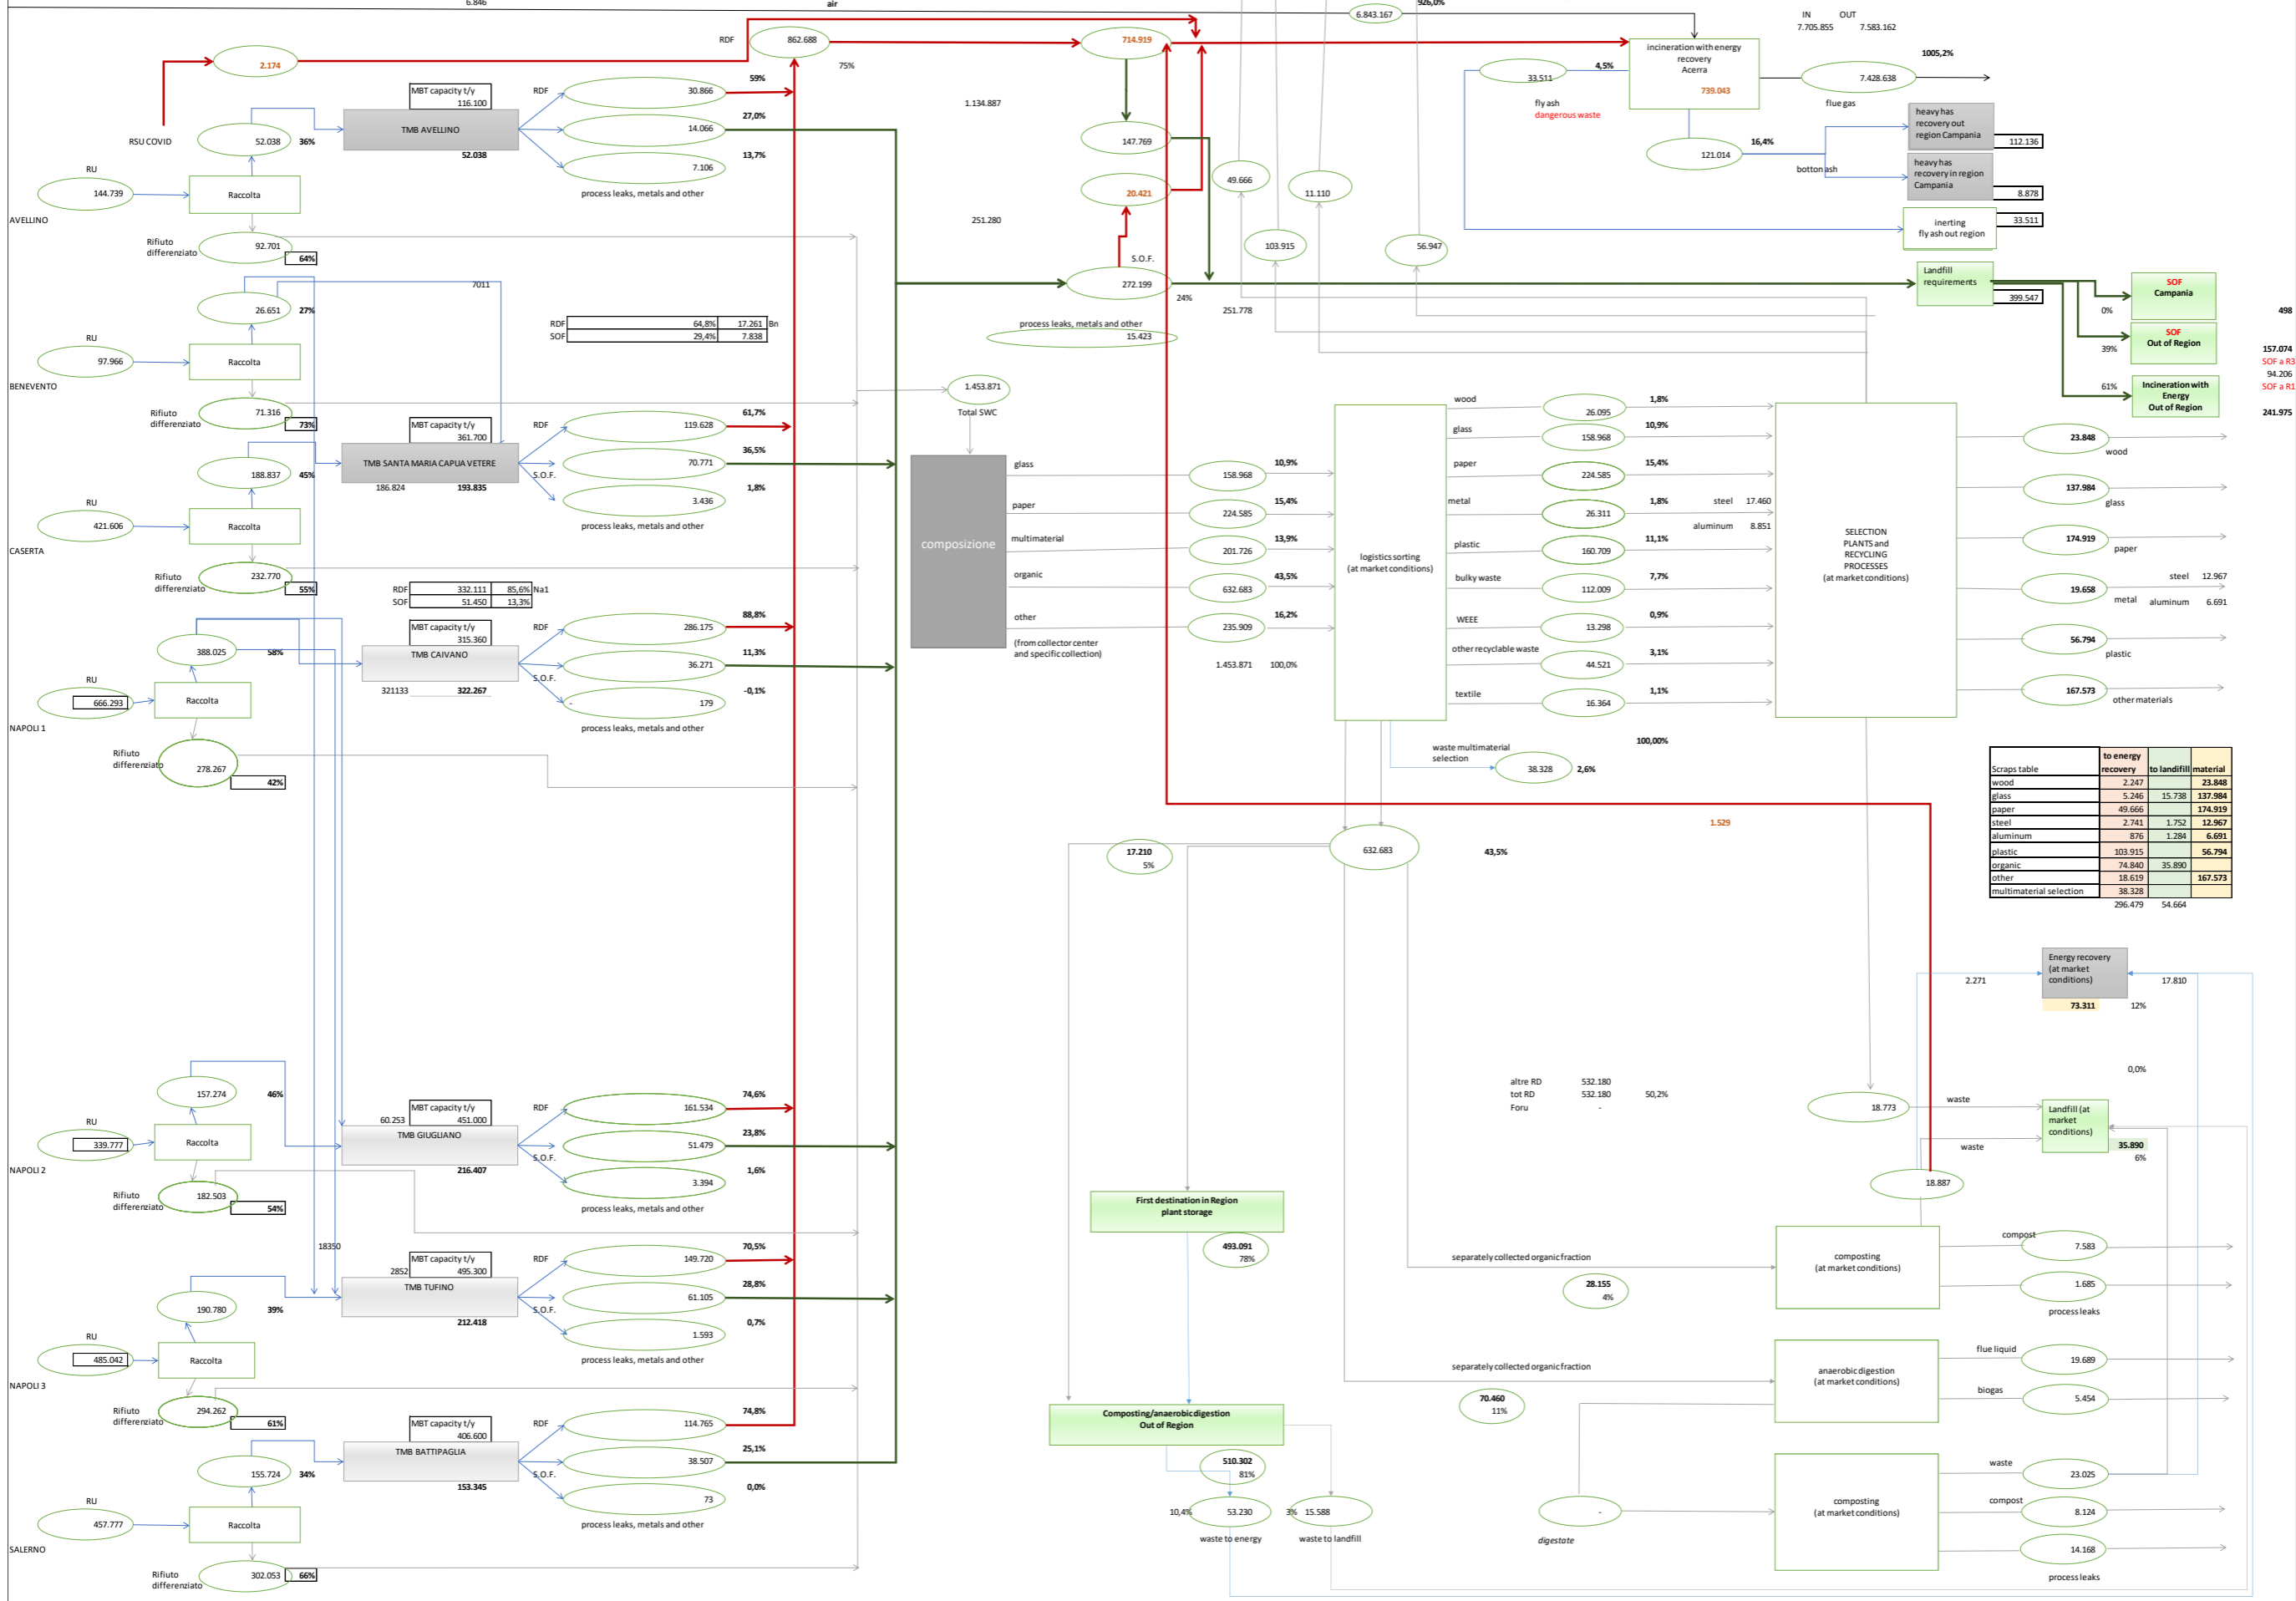 6.846
air
6.843.167
926,0%
IN OUT
7.705.855 7.583.162
RDF
862.688
75%
714.919
incineration with energy
recovery
Acerra
739.043
1005,2%
7.428.638
flue gas
33.511
4,5%
fly ash
dangerous waste
2.174
RSU COVID
MBT capacity t/y
116.100
TMB AVELLINO
52.038
52.038
36%
RDF
59%
30.866
27,0%
14.066
13,7%
7.106
process leaks, metals and other
1.134.887
147.769
20.421
251.280
49.666
11.110
103.915
56.947
121.014
16,4%
botton ash
heavy has
recovery out
region Campania
112.136
heavy has
recovery in region
Campania
8.878
inerting
fly ash out region
33.511
RU
144.739
Raccolta
AVELLINO
Rifiuto
differenziato
92.701
64%
S.O.F.
272.199
24%
251.778
process leaks, metals and other
15.423
Landfill
requirements
399.547
SOF
Campania
0%
498
SOF
Out of Region
39%
157.074
SOF a R3
94.206
SOF a R1
61%
Incineration with
Energy
Out of Region
241.975
7011
26.651
27%
RU
97.966
Raccolta
BENEVENTO
Rifiuto
differenziato
71.316
73%
RDF 64,8% 17.261 Bn
SOF 29,4% 7.838
1.453.871
Total SWC
MBT capacity t/y
361.700
TMB SANTA MARIA CAPUA VETERE
186.824 193.835
188.837
45%
RDF
61,7%
119.628
36,5%
70.771
S.O.F.
1,8%
3.436
process leaks, metals and other
RU
421.606
Raccolta
CASERTA
Rifiuto
differenziato
232.770
55%
RDF 332.111 85,6% Na1
SOF 51.450 13,3%
composizione
glass
158.968
10,9%
paper
224.585
15,4%
multimaterial
201.726
13,9%
organic
632.683
43,5%
other
235.909
16,2%
(from collector center
and specific collection)
1.453.871 100,0%
logistics sorting
(at market conditions)
wood
26.095
1,8%
glass
158.968
10,9%
paper
224.585
15,4%
metal
26.311
1,8%
steel 17.460
aluminum 8.851
plastic
160.709
11,1%
bulky waste
112.009
7,7%
WEEE
13.298
0,9%
other recyclable waste
44.521
3,1%
textile
16.364
1,1%
100,00%
waste multimaterial
selection
38.328
2,6%
SELECTION
PLANTS and
RECYCLING
PROCESSES
(at market conditions)
23.848
wood
137.984
glass
174.919
paper
steel 12.967
19.658
metal aluminum 6.691
56.794
plastic
167.573
other materials
MBT capacity t/y
315.360
TMB CAIVANO
321133 322.267
388.025
58%
RDF
88,8%
286.175
11,3%
36.271
S.O.F.
-0,1%
- 179
process leaks, metals and other
RU
666.293
Raccolta
NAPOLI 1
Rifiuto
differenziato
278.267
42%
Scraps table to energy recovery to landfill material
wood 2.247 23.848
glass 5.246 15.738 137.984
paper 49.666 174.919
steel 2.741 1.752 12.967
aluminum 876 1.284 6.691
plastic 103.915 56.794
organic 74.840 35.890
other 18.619 167.573
multimaterial selection 38.328
296.479 54.664
1.529
17.210
5%
632.683
43,5%
Energy recovery
(at market
conditions)
2.271
17.810
73.311 12%
0,0%
157.274
46%
RU
339.777
Raccolta
NAPOLI 2
Rifiuto
differenziato
182.503
54%
60.253
MBT capacity t/y
451.000
TMB GIUGLIANO
216.407
RDF
74,6%
161.534
23,8%
51.479
S.O.F.
1,6%
3.394
process leaks, metals and other
altre RD 532.180
tot RD 532.180 50,2%
Foru -
18.773
waste
Landfill (at
market
conditions)
35.890
6%
waste
18.887
First destination in Region
plant storage
493.091
78%
18350
2852
MBT capacity t/y
495.300
TMB TUFINO
212.418
RDF
70,5%
149.720
28,8%
61.105
S.O.F.
0,7%
1.593
process leaks, metals and other
190.780
39%
RU
485.042
Raccolta
NAPOLI 3
Rifiuto
differenziato
294.262
61%
separately collected organic fraction
28.155
4%
composting
(at market conditions)
compost
7.583
1.685
process leaks
separately collected organic fraction
70.460
11%
anaerobic digestion
(at market conditions)
flue liquid
19.689
biogas
5.454
Composting/anaerobic digestion
Out of Region
510.302
81%
10,4%
53.230
waste to energy
3%
15.588
waste to landfill
MBT capacity t/y
406.600
TMB BATTIPAGLIA
153.345
RDF
74,8%
114.765
25,1%
38.507
S.O.F.
0,0%
73
process leaks, metals and other
155.724
34%
RU
457.777
Raccolta
SALERNO
Rifiuto
differenziato
302.053
66%
-
digestate
composting
(at market conditions)
waste
23.025
compost
8.124
14.168
process leaks